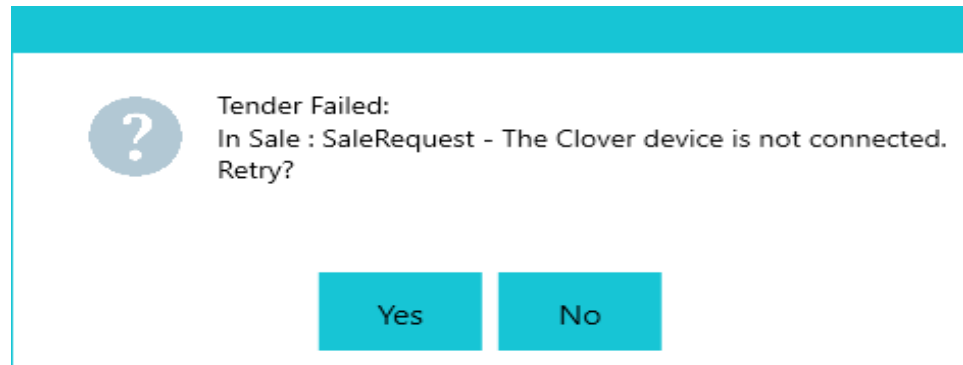 ?
Tender Failed:
In Sale : SaleRequest - The Clover device is not connected.
Retry?
Yes
No